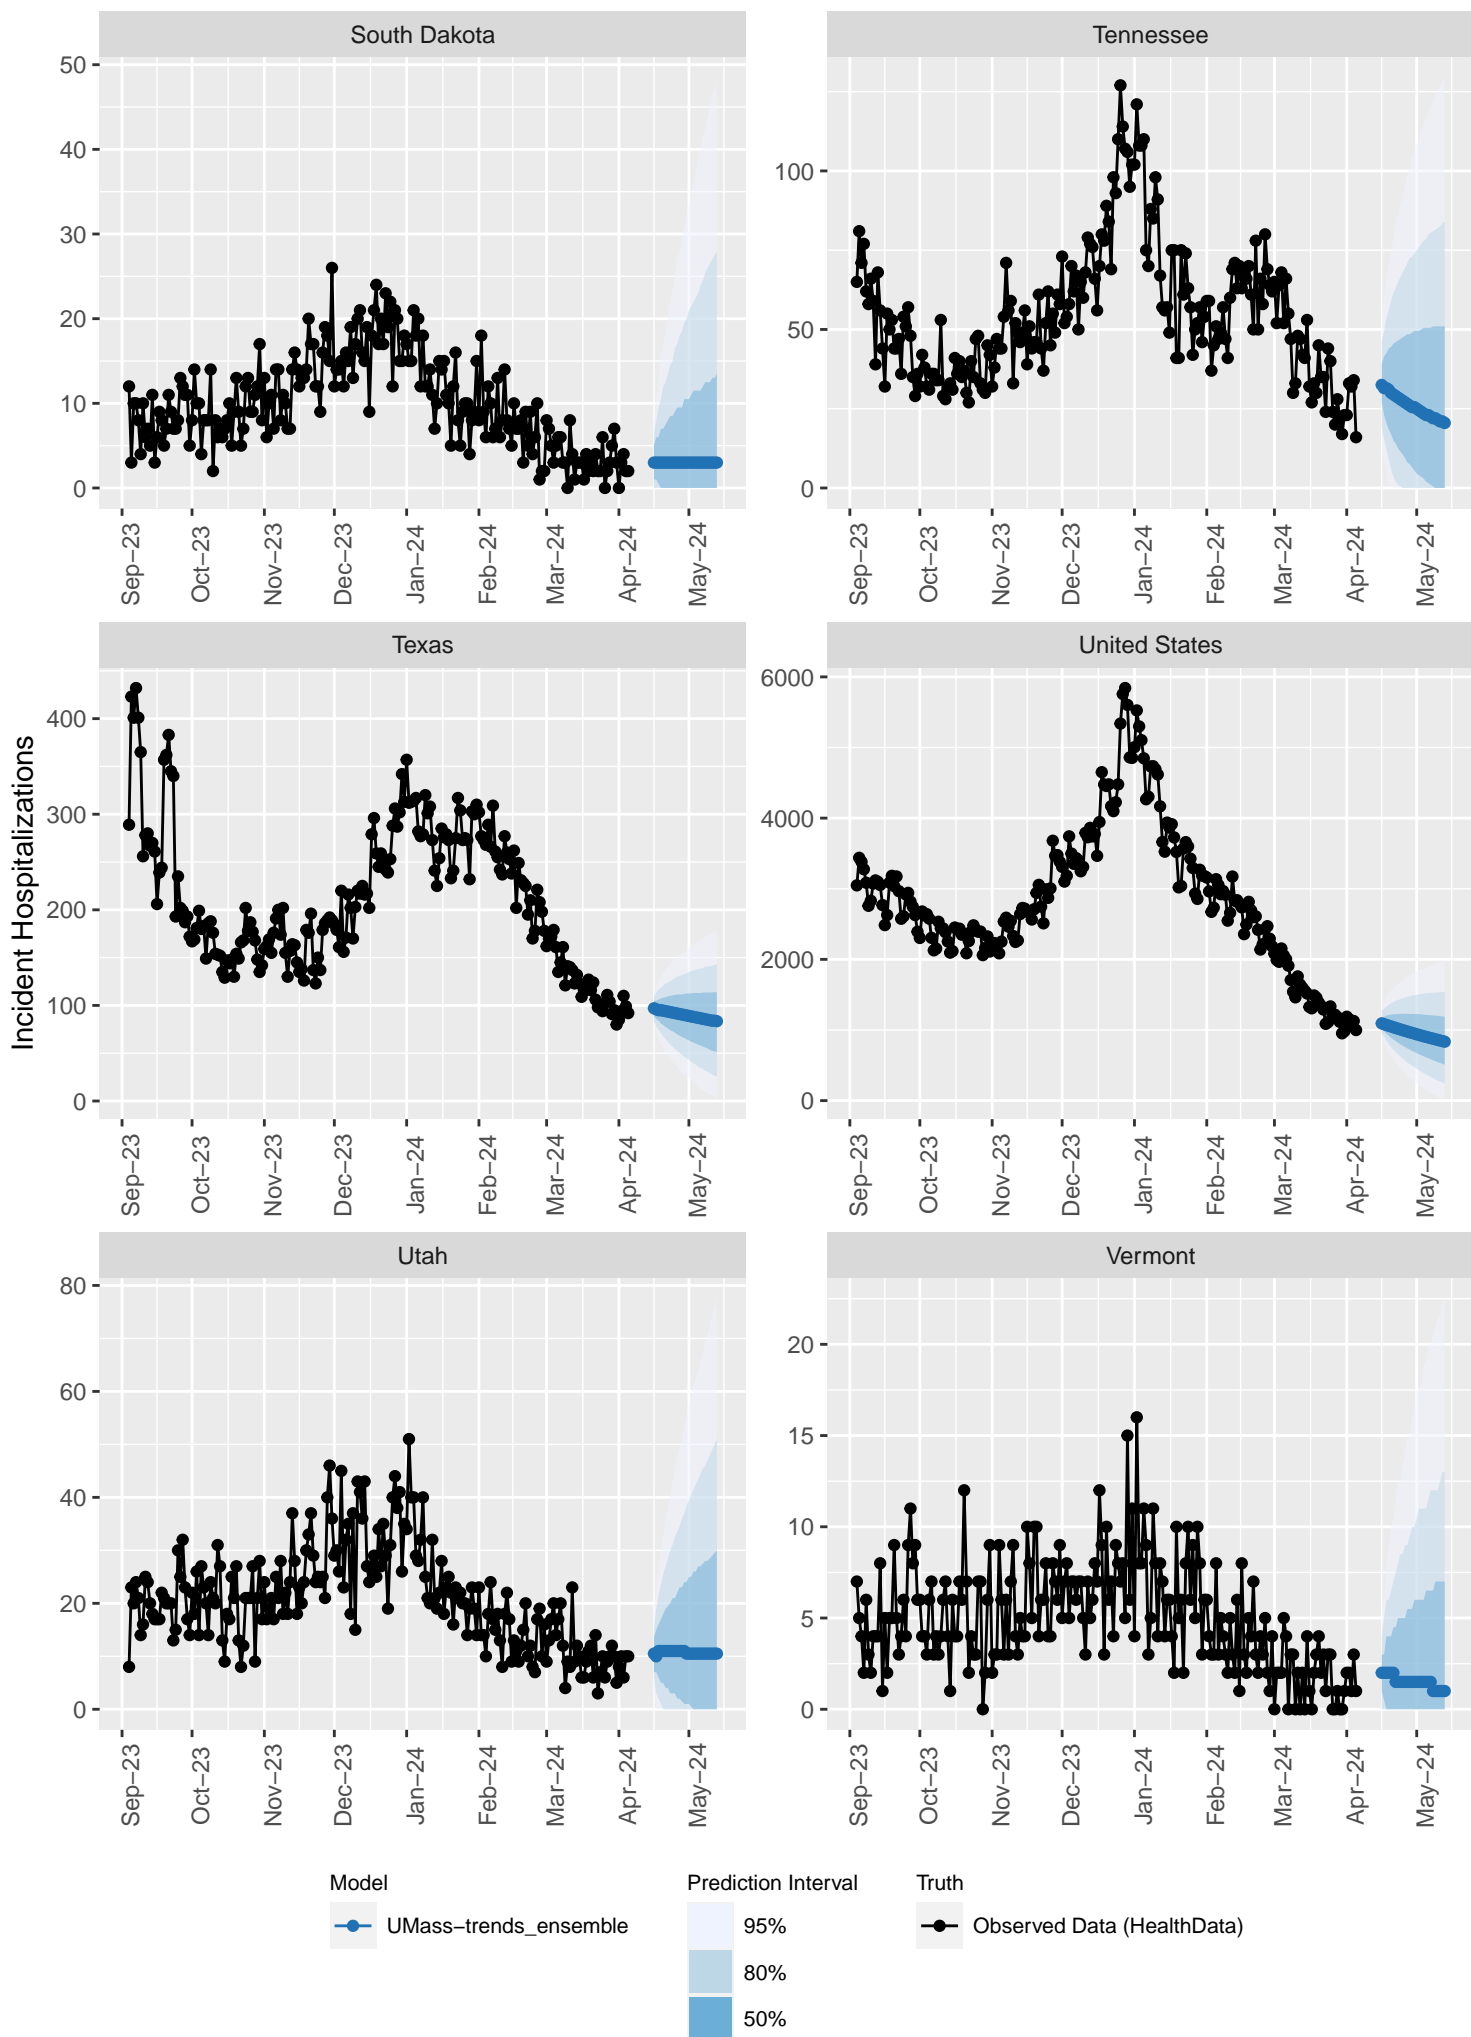 South Dakota
Tennessee
50
40
30
20
10
0
100
50
0
Sep−23
Oct−23
Nov−23
Dec−23
Jan−24
Feb−24
Mar−24
Apr−24
May−24
Sep−23
Oct−23
Nov−23
Dec−23
Jan−24
Feb−24
Mar−24
Apr−24
May−24
Incident Hospitalizations
Texas
United States
400
300
200
100
0
6000
4000
2000
0
Sep−23
Oct−23
Nov−23
Dec−23
Jan−24
Feb−24
Mar−24
Apr−24
May−24
Sep−23
Oct−23
Nov−23
Dec−23
Jan−24
Feb−24
Mar−24
Apr−24
May−24
Utah
Vermont
80
60
40
20
0
20
15
10
5
0
Sep−23
Oct−23
Nov−23
Dec−23
Jan−24
Feb−24
Mar−24
Apr−24
May−24
Sep−23
Oct−23
Nov−23
Dec−23
Jan−24
Feb−24
Mar−24
Apr−24
May−24
Model
UMass−trends_ensemble
Prediction Interval
95%
80%
50%
Truth
Observed Data (HealthData)